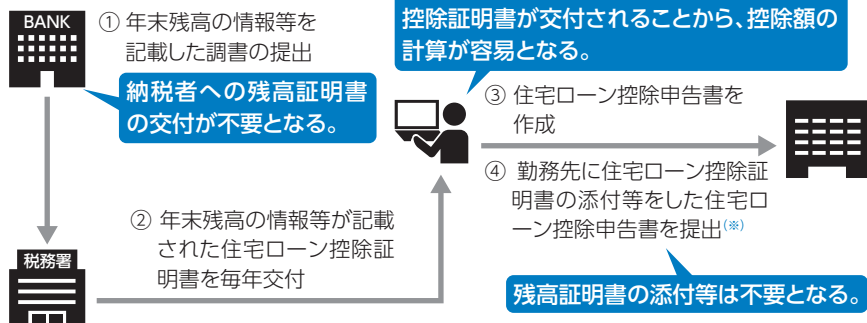 BANK
① 年末残高の情報等を
記載した調書の提出
納税者への残高証明書
の交付が不要となる。
控除証明書が交付されることから、控除額の
計算が容易となる。
③ 住宅ローン控除申告書を
作成
④ 勤務先に住宅ローン控除証
明書の添付等をした住宅ロ
ーン控除申告書を提出(※)
② 年末残高の情報等が記載
された住宅ローン控除証
明書を毎年交付
税務署
残高証明書の添付等は不要となる。